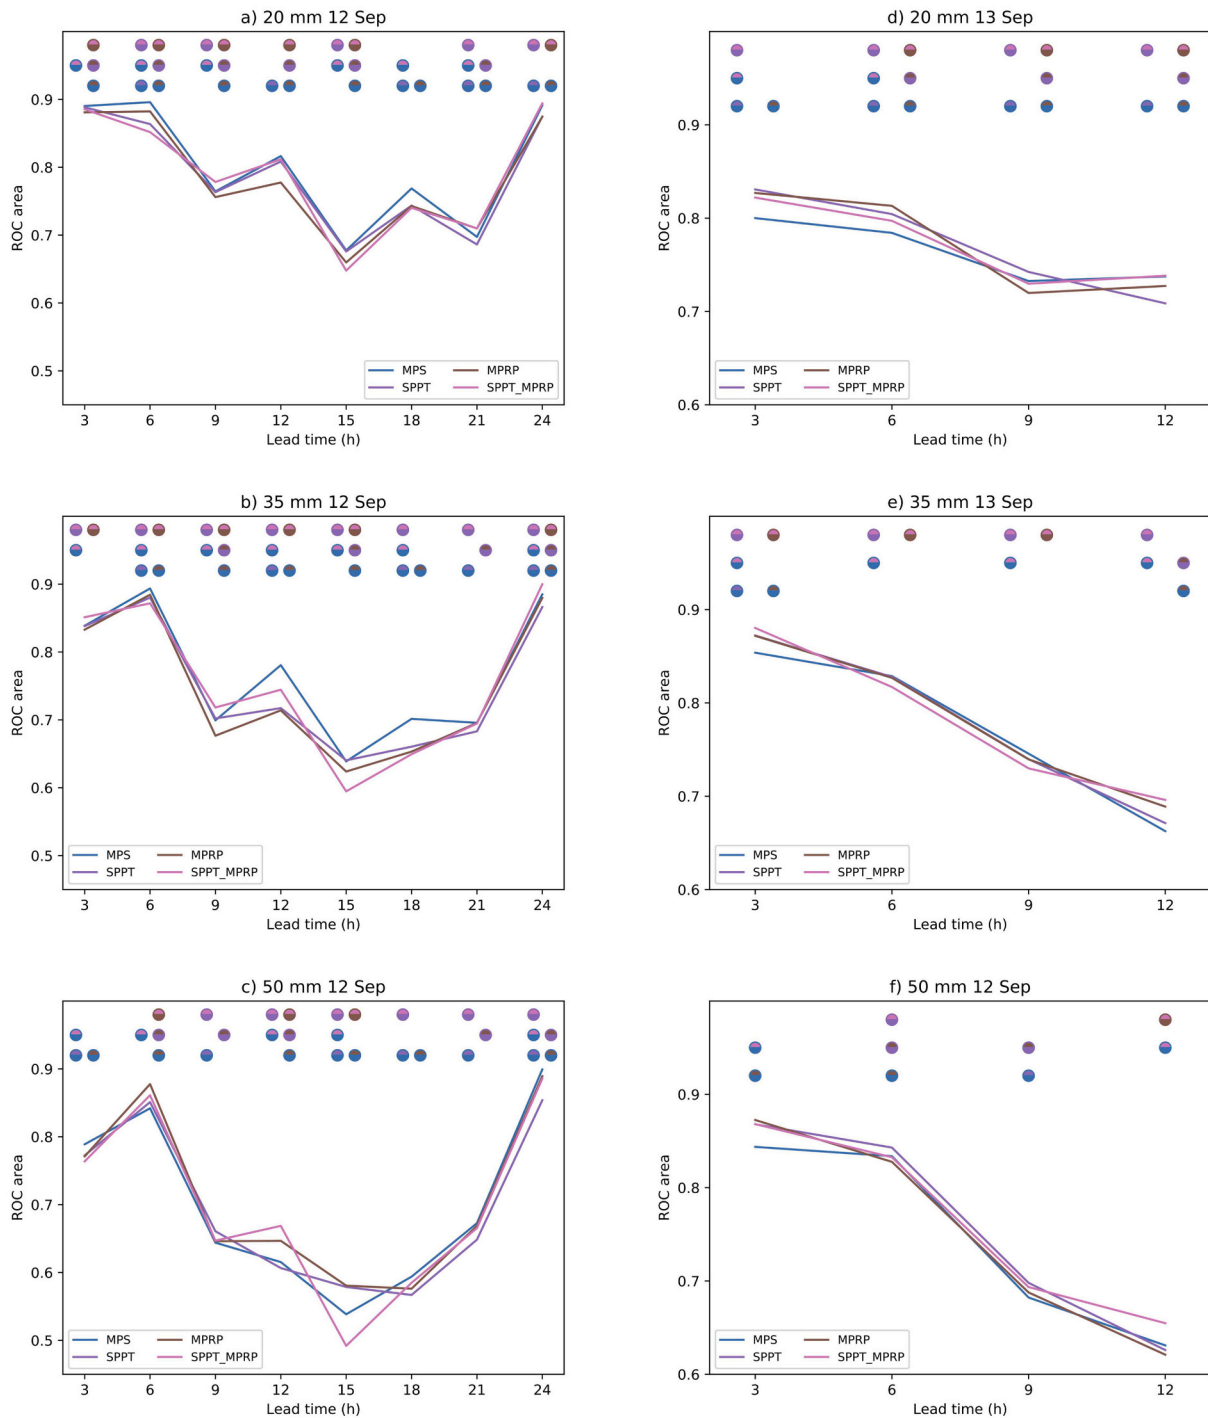 a) 20 mm 12 Sep
ROC area
0.9
0.8
0.7
0.6
0.5
MPS MPRP
SPPT SPPT_MPRP
3 6 9 12 15 18 21 24
Lead time (h)
d) 20 mm 13 Sep
ROC area
0.9
0.8
0.7
0.6
MPS MPRP
SPPT SPPT_MPRP
3 6 9 12
Lead time (h)
b) 35 mm 12 Sep
ROC area
0.9
0.8
0.7
0.6
0.5
MPS MPRP
SPPT SPPT_MPRP
3 6 9 12 15 18 21 24
Lead time (h)
e) 35 mm 13 Sep
ROC area
0.9
0.8
0.7
0.6
MPS MPRP
SPPT SPPT_MPRP
3 6 9 12
Lead time (h)
c) 50 mm 12 Sep
ROC area
0.9
0.8
0.7
0.6
0.5
MPS MPRP
SPPT SPPT_MPRP
3 6 9 12 15 18 21 24
Lead time (h)
f) 50 mm 12 Sep
ROC area
0.9
0.8
0.7
0.6
MPS MPRP
SPPT SPPT_MPRP
3 6 9 12
Lead time (h)